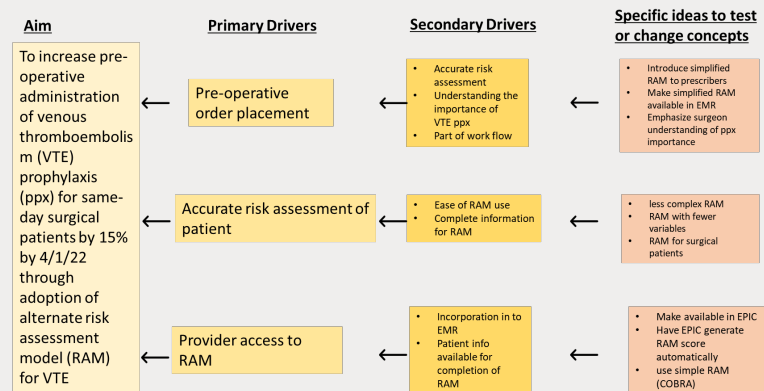 Aim
Primary Drivers
Secondary Drivers
Specific ideas to test
or change concepts
To increase pre-
operative
administration
of venous
thromboembolis
m (VTE)
prophylaxis
(ppx) for same-
day surgical
patients by 15%
by 4/1/22
through
adoption of
alternate risk
assessment
model (RAM)
for VTE
Pre-operative
order placement
• Accurate risk
assessment
• Understanding the
importance of
VTE ppx
• Part of work flow
• Introduce simplified
RAM to prescribers
• Make simplified RAM
available in EMR
• Emphasize surgeon
understanding of ppx
importance
Accurate risk assessment of
patient
• Ease of RAM use
• Complete information
for RAM
• less complex RAM
• RAM with fewer
variables
• RAM for surgical
patients
Provider access to
RAM
• Incorporation in to
EMR
• Patient info
available for
completion of
RAM
• Make available in EPIC
• Have EPIC generate
RAM score
automatically
• use simple RAM
(COBRA)